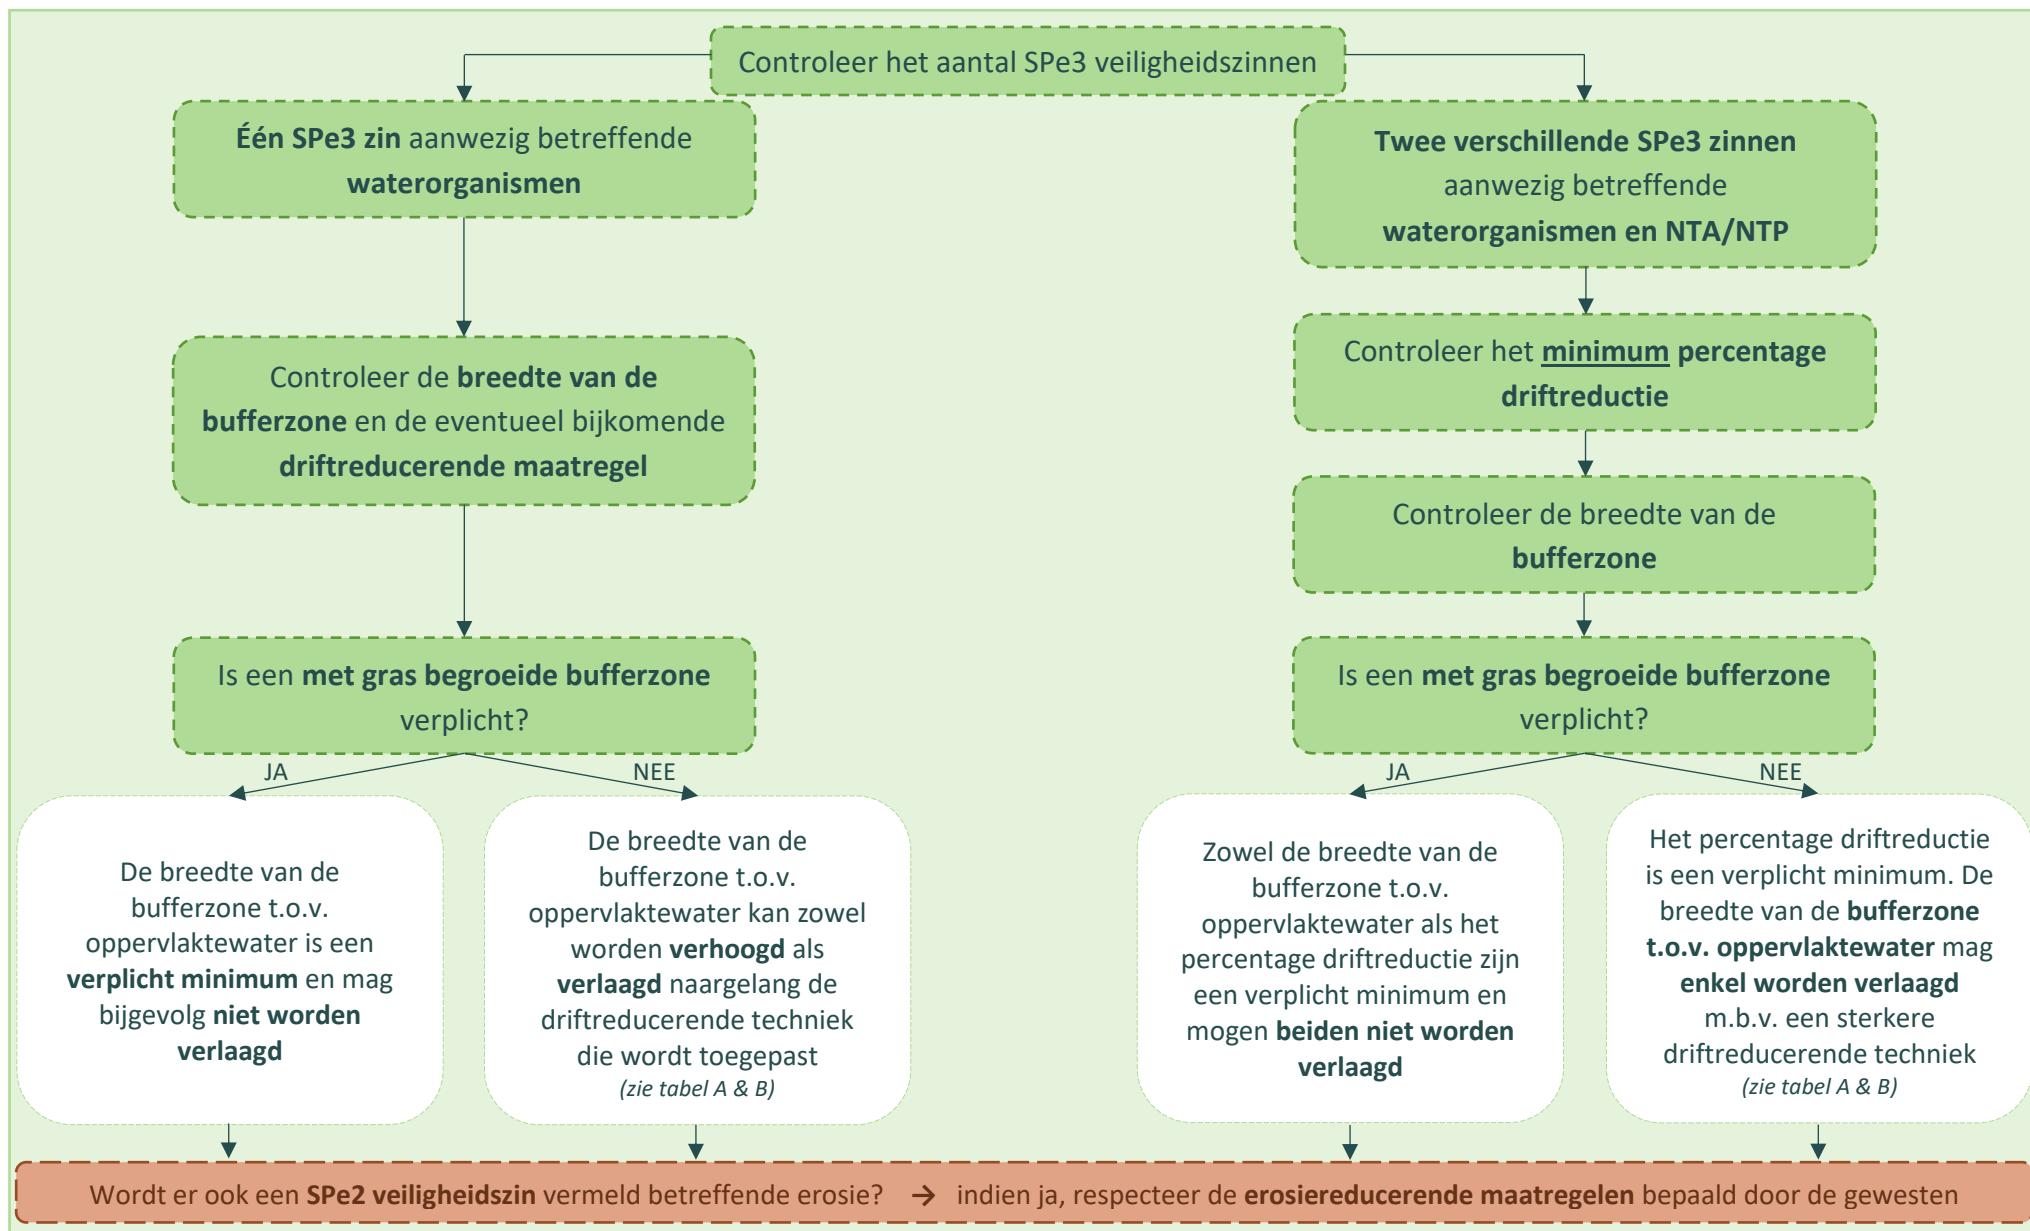 Controleer het aantal SPe3 veiligheidszinnen
Één SPe3 zin aanwezig betreffende
waterorganismen
Controleer de breedte van de
bufferzone en de eventueel bijkomende
driftreducerende maatregel
Is een met gras begroeide bufferzone
verplicht?
JA
NEE
De breedte van de
bufferzone t.o.v.
oppervlaktewater is een
verplicht minimum en mag
bijgevolg niet worden
verlaagd
De breedte van de
bufferzone t.o.v.
oppervlaktewater kan zowel
worden verhoogd als
verlaagd naargelang de
driftreducerende techniek
die wordt toegepast
(zie tabel A & B)
Twee verschillende SPe3 zinnen
aanwezig betreffende
waterorganismen en NTA/NTP
Controleer het minimum percentage
driftreductie
Controleer de breedte van de
bufferzone
Is een met gras begroeide bufferzone
verplicht?
JA
NEE
Zowel de breedte van de
bufferzone t.o.v.
oppervlaktewater als het
percentage driftreductie zijn
een verplicht minimum en
mogen beiden niet worden
verlaagd
Het percentage driftreductie
is een verplicht minimum. De
breedte van de bufferzone
t.o.v. oppervlaktewater mag
enkel worden verlaagd
m.b.v. een sterkere
driftreducerende techniek
(zie tabel A & B)
Wordt er ook een SPe2 veiligheidszin vermeld betreffende erosie? → indien ja, respecteer de erosiereducerende maatregelen bepaald door de gewesten